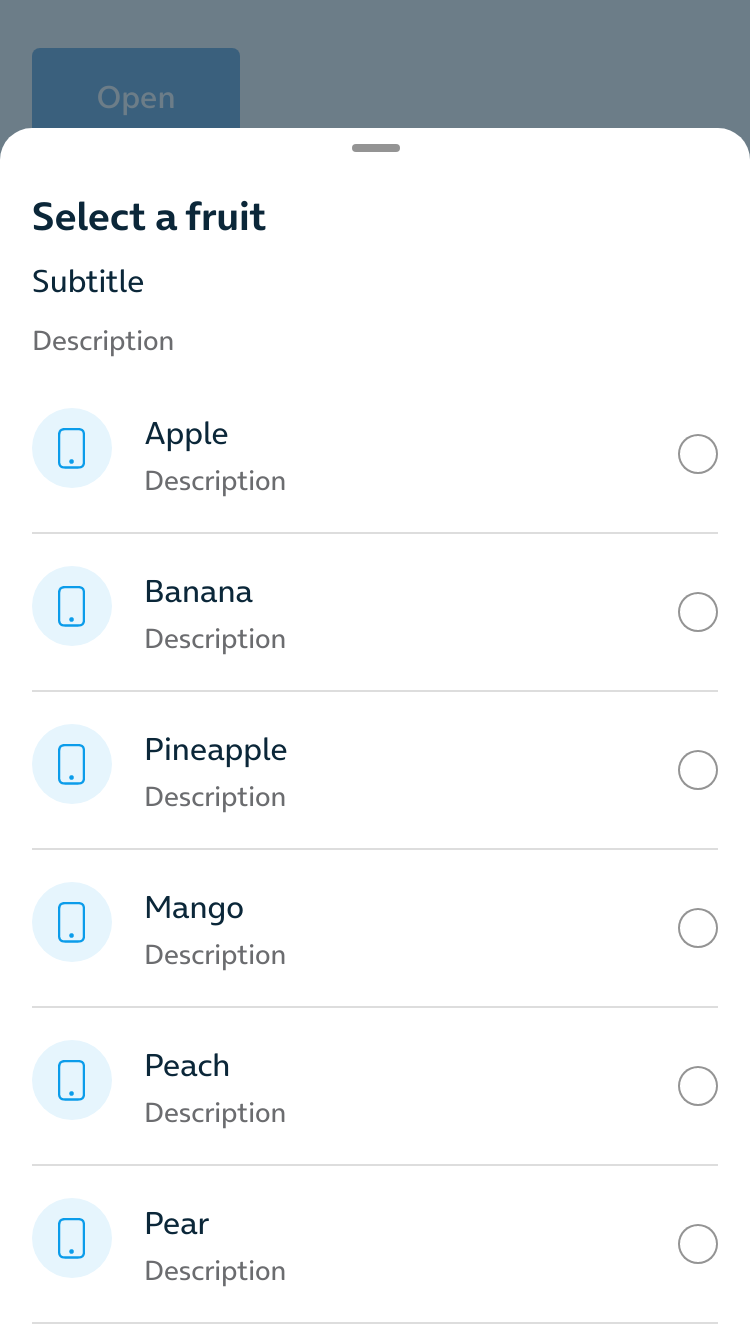 Open
Select a fruit
Subtitle
Description
Apple
Description
Banana
Description
Pineapple
Description
Mango
Description
Peach
Description
Pear
Description